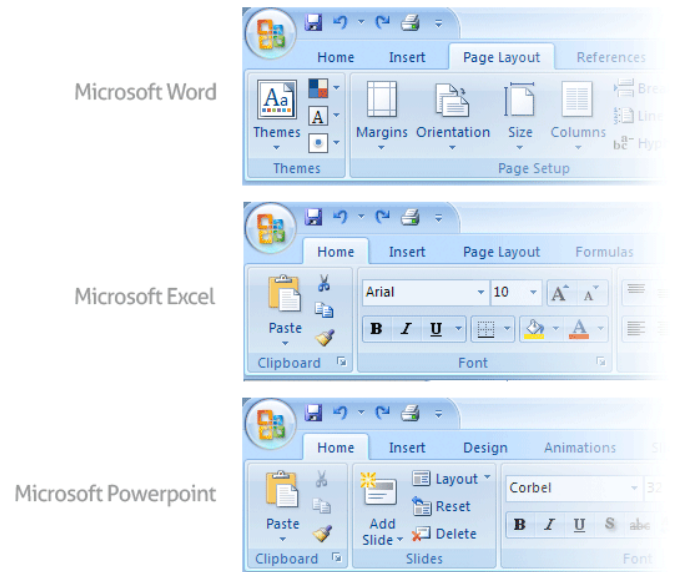 Microsoft Word
Home Insert Page Layout References
Aa
A
Themes Margins Orientation Size Columns
Themes Page Setup
Microsoft Excel
Home Insert Page Layout Formulas
Arial 10 A A
Paste B I U A
Clipboard Font
Microsoft Powerpoint
Home Insert Design Animations
Layout
Corbel 32
Reset
Paste Add Slide B I U S abc
Delete
Clipboard Slides Font